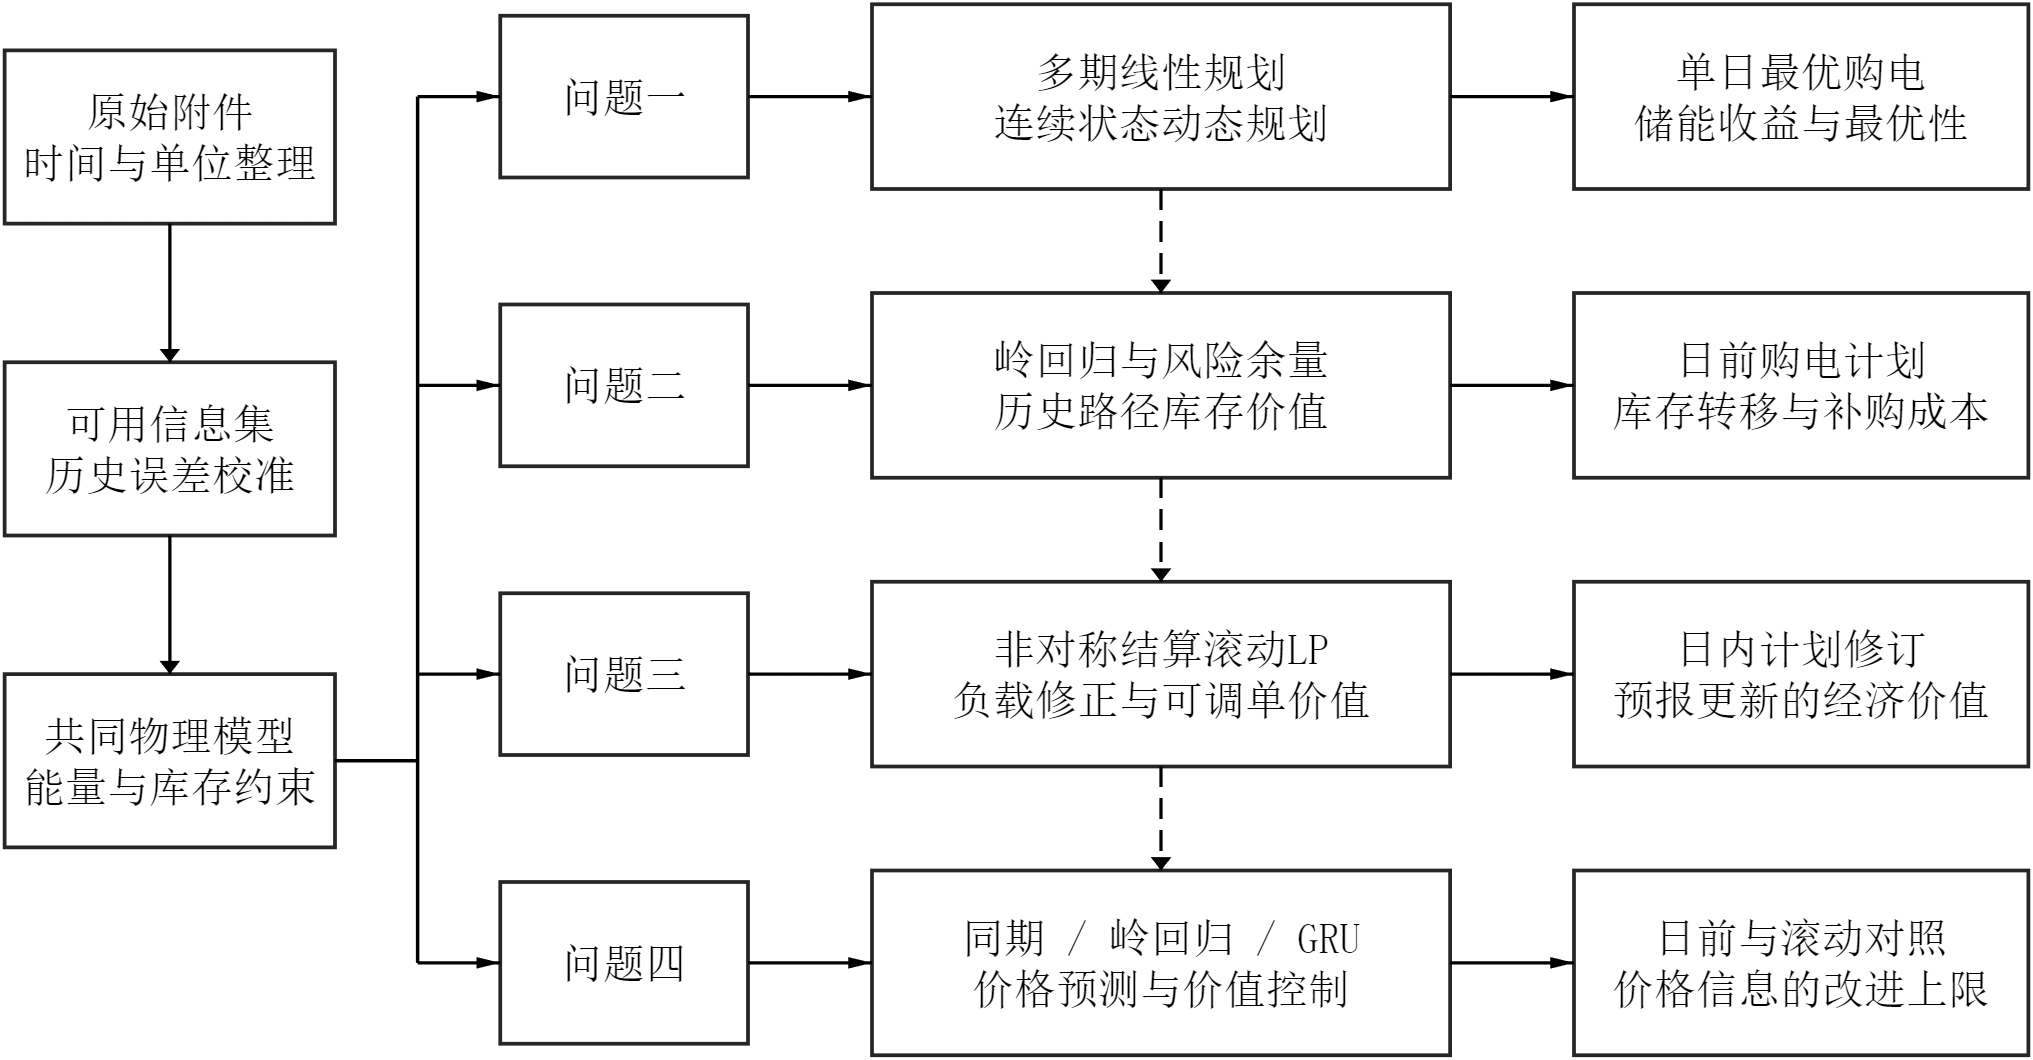 原始附件
时间与单位整理
可用信息集
历史误差校准
共同物理模型
能量与库存约束
问题一
多期线性规划
连续状态动态规划
单日最优购电
储能收益与最优性
问题二
岭回归与风险余量
历史路径库存价值
日前购电计划
库存转移与补购成本
问题三
非对称结算滚动LP
负载修正与可调单价值
日内计划修订
预报更新的经济价值
问题四
同期 / 岭回归 / GRU
价格预测与价值控制
日前与滚动对照
价格信息的改进上限